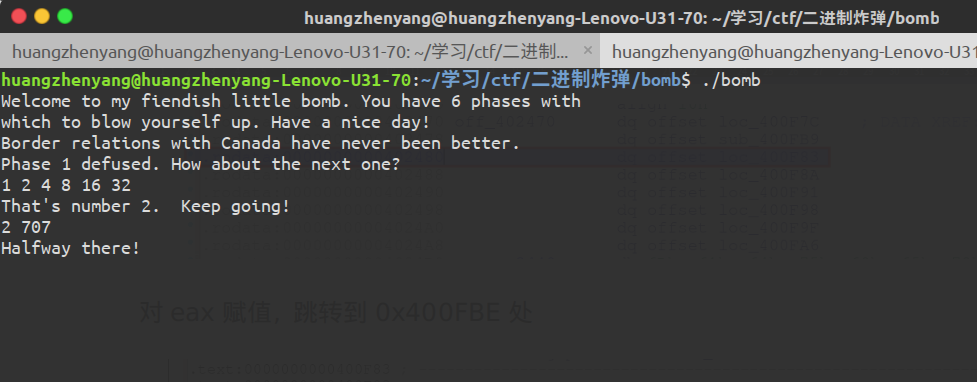 huangzhenyang@huangzhenyang-Lenovo-U31-70: ~/学习/ctf/二进制炸弹/bomb
huangzhenyang@huangzhenyang-Lenovo-U31-70: ~/学习/ctf/二进制... × huangzhenyang@huangzhenyang-Lenovo-U31
huangzhenyang@huangzhenyang-Lenovo-U31-70:~/学习/ctf/二进制炸弹/bomb$ ./bomb
Welcome to my fiendish little bomb. You have 6 phases with
which to blow yourself up. Have a nice day!
Border relations with Canada have never been better.
Phase 1 defused. How about the next one?
1 2 4 8 16 32
That's number 2.  Keep going!
2 707
Halfway there!
对 eax 赋值，跳转到 0x400FBE 处